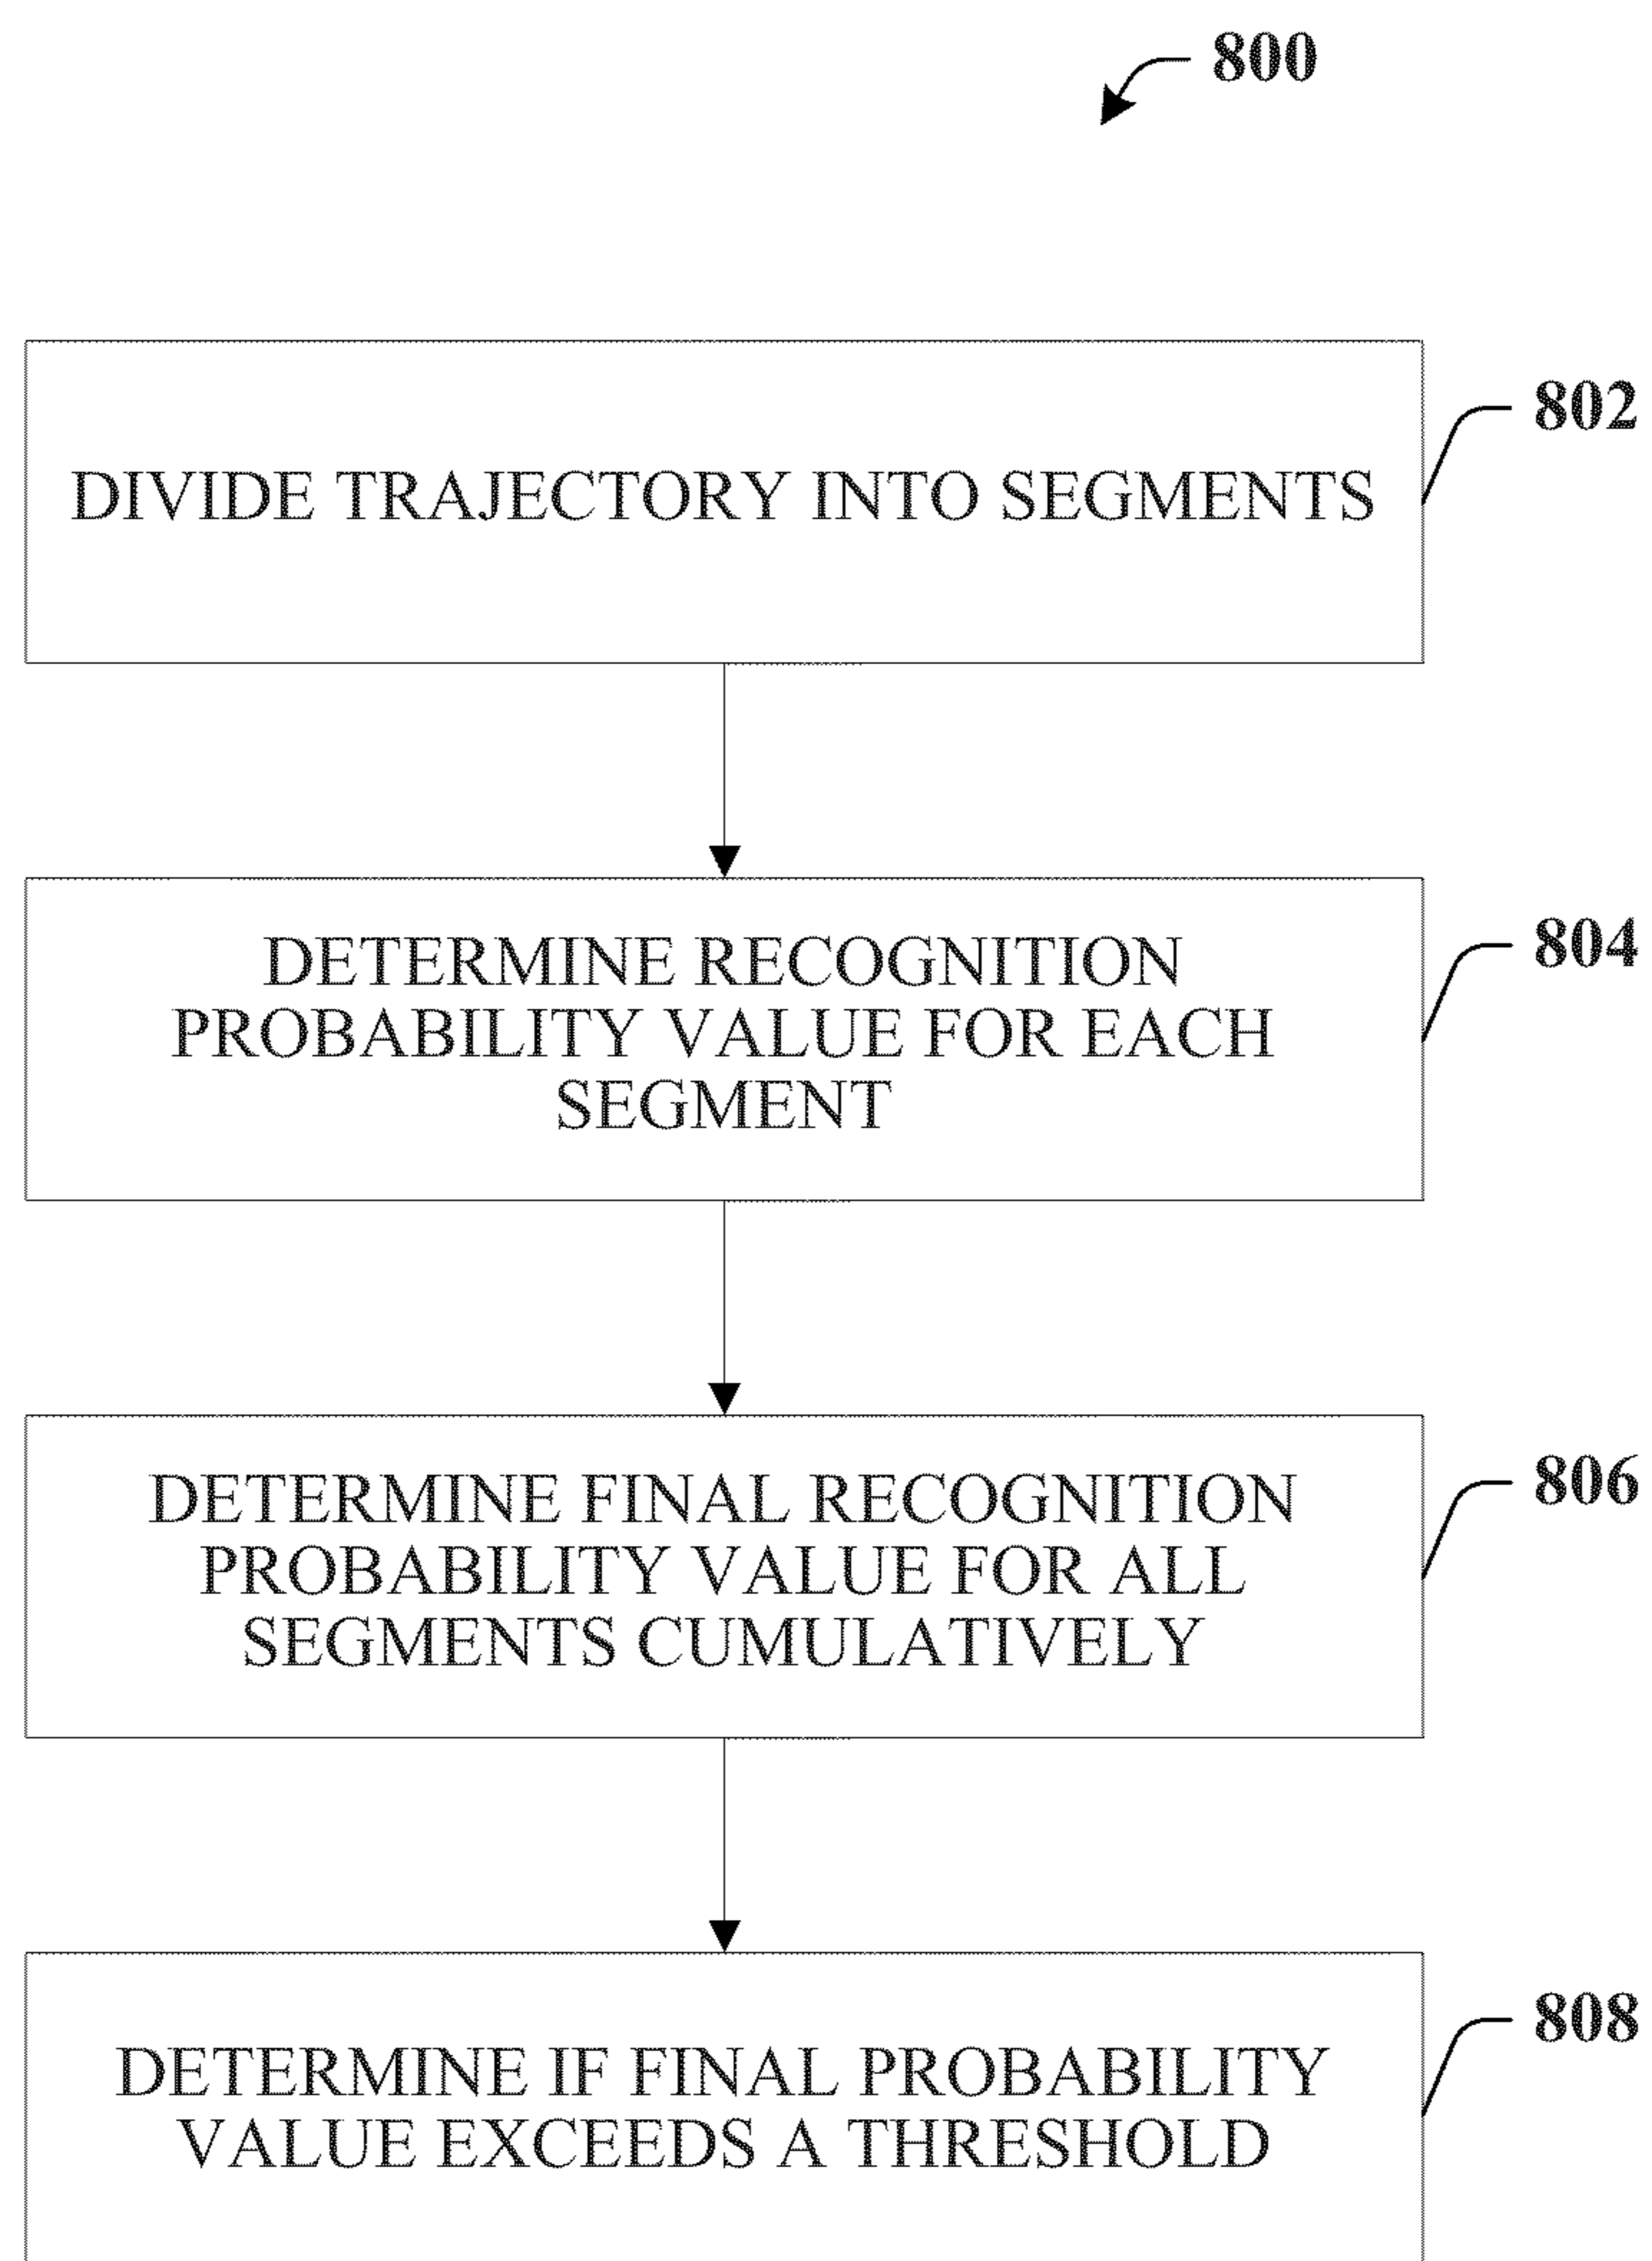 800
802
DIVIDE TRAJECTORY INTO SEGMENTS
804
DETERMINE RECOGNITION
PROBABILITY VALUE FOR EACH
SEGMENT
806
DETERMINE FINAL RECOGNITION
PROBABILITY VALUE FOR ALL
SEGMENTS CUMULATIVELY
808
DETERMINE IF FINAL PROBABILITY
VALUE EXCEEDS A THRESHOLD